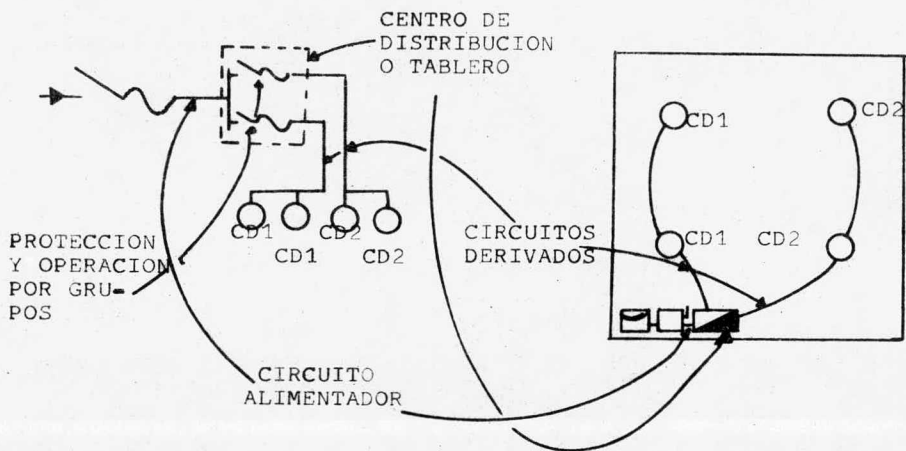 CENTRO DE
DISTRIBUCION
O TABLERO
CD1
CD2
CD1
CD2
CD1
CD1
CD2
CD2
PROTECCION
Y OPERACION
POR GRU-
POS
CIRCUITOS
DERIVADOS
CIRCUITO
ALIMENTADOR